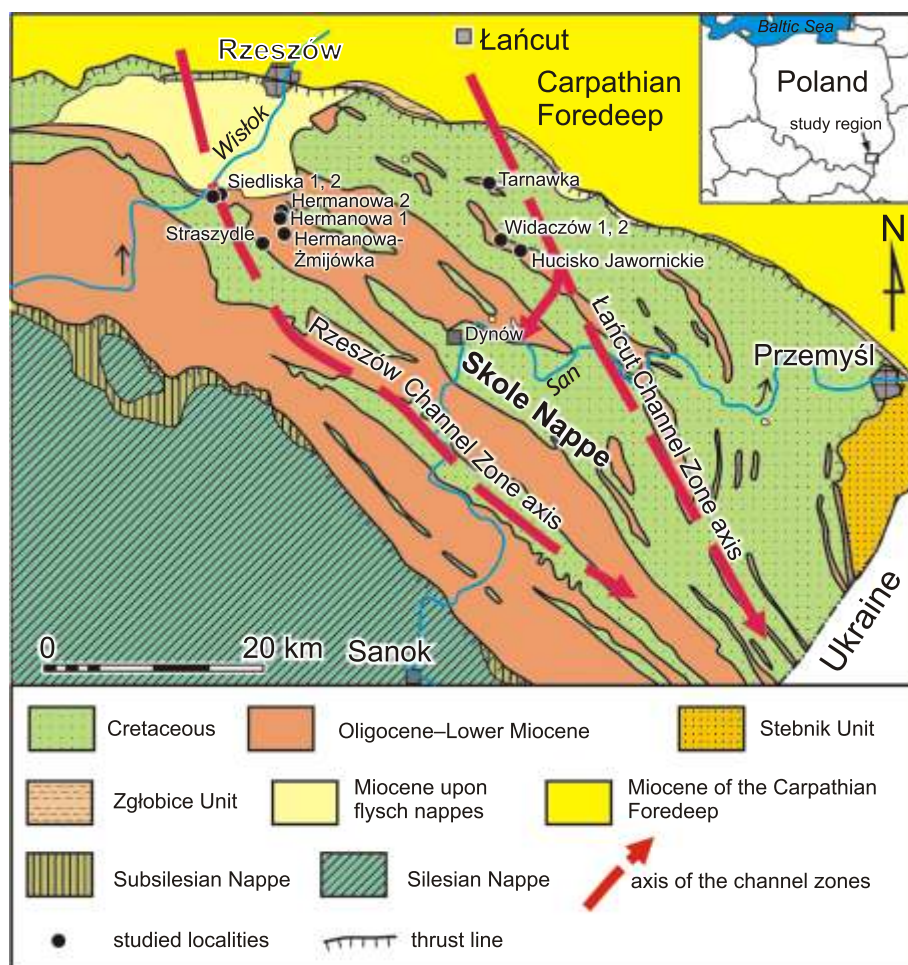 Baltic Sea
Poland
study region
Rzeszów
Łańcut
Carpathian
Foredeep
Wisłok
N
Siedliska 1, 2
Hermanowa 2
Hermanowa 1
Straszydle
Hermanowa-
Żmijówka
Tarnawka
Widaczów 1, 2
Hucisko Jawornickie
Dynów
San
Przemyśl
Rzeszów Channel Zone axis
Skole Nappe
Łańcut Channel Zone axis
Ukraine
0 20 km
Sanok
Cretaceous
Oligocene–Lower Miocene
Stebnik Unit
Zgłobice Unit
Miocene upon
flysch nappes
Miocene of the Carpathian
Foredeep
Subsilesian Nappe
Silesian Nappe
axis of the channel zones
studied localities
thrust line